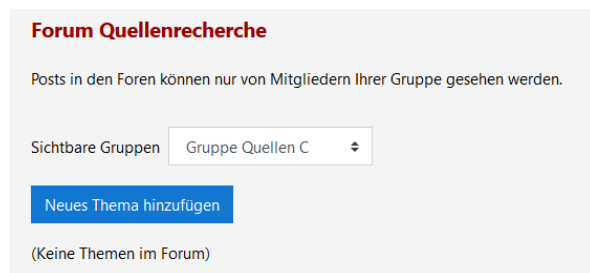 Forum Quellenrecherche
Posts in den Foren können nur von Mitgliedern Ihrer Gruppe gesehen werden.
Sichtbare Gruppen Gruppe Quellen C
Neues Thema hinzufügen
(Keine Themen im Forum)